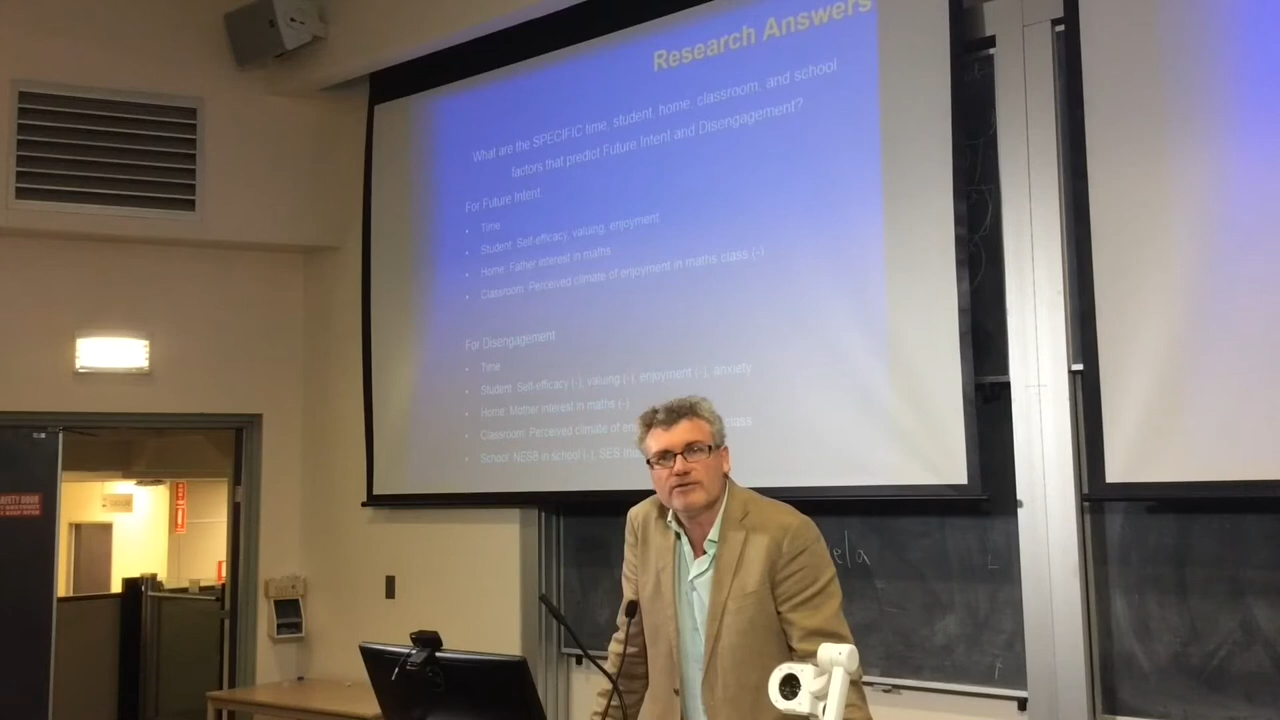 Research Answers
What are the SPECIFIC time, student, home, classroom, and school
factors that predict Future Intent and Disengagement?
For Future Intent:
• Time
• Student: Self-efficacy, valuing, enjoyment
• Home: Father interest in maths
• Classroom: Perceived climate of enjoyment in maths class (-)
For Disengagement
• Time
• Student: Self-efficacy (-), valuing (-), enjoyment (-), anxiety
• Home: Mother interest in maths (-)
• Classroom: Perceived climate of class
• School: NESB in school (-), SES
SAFETY DOOR
ela